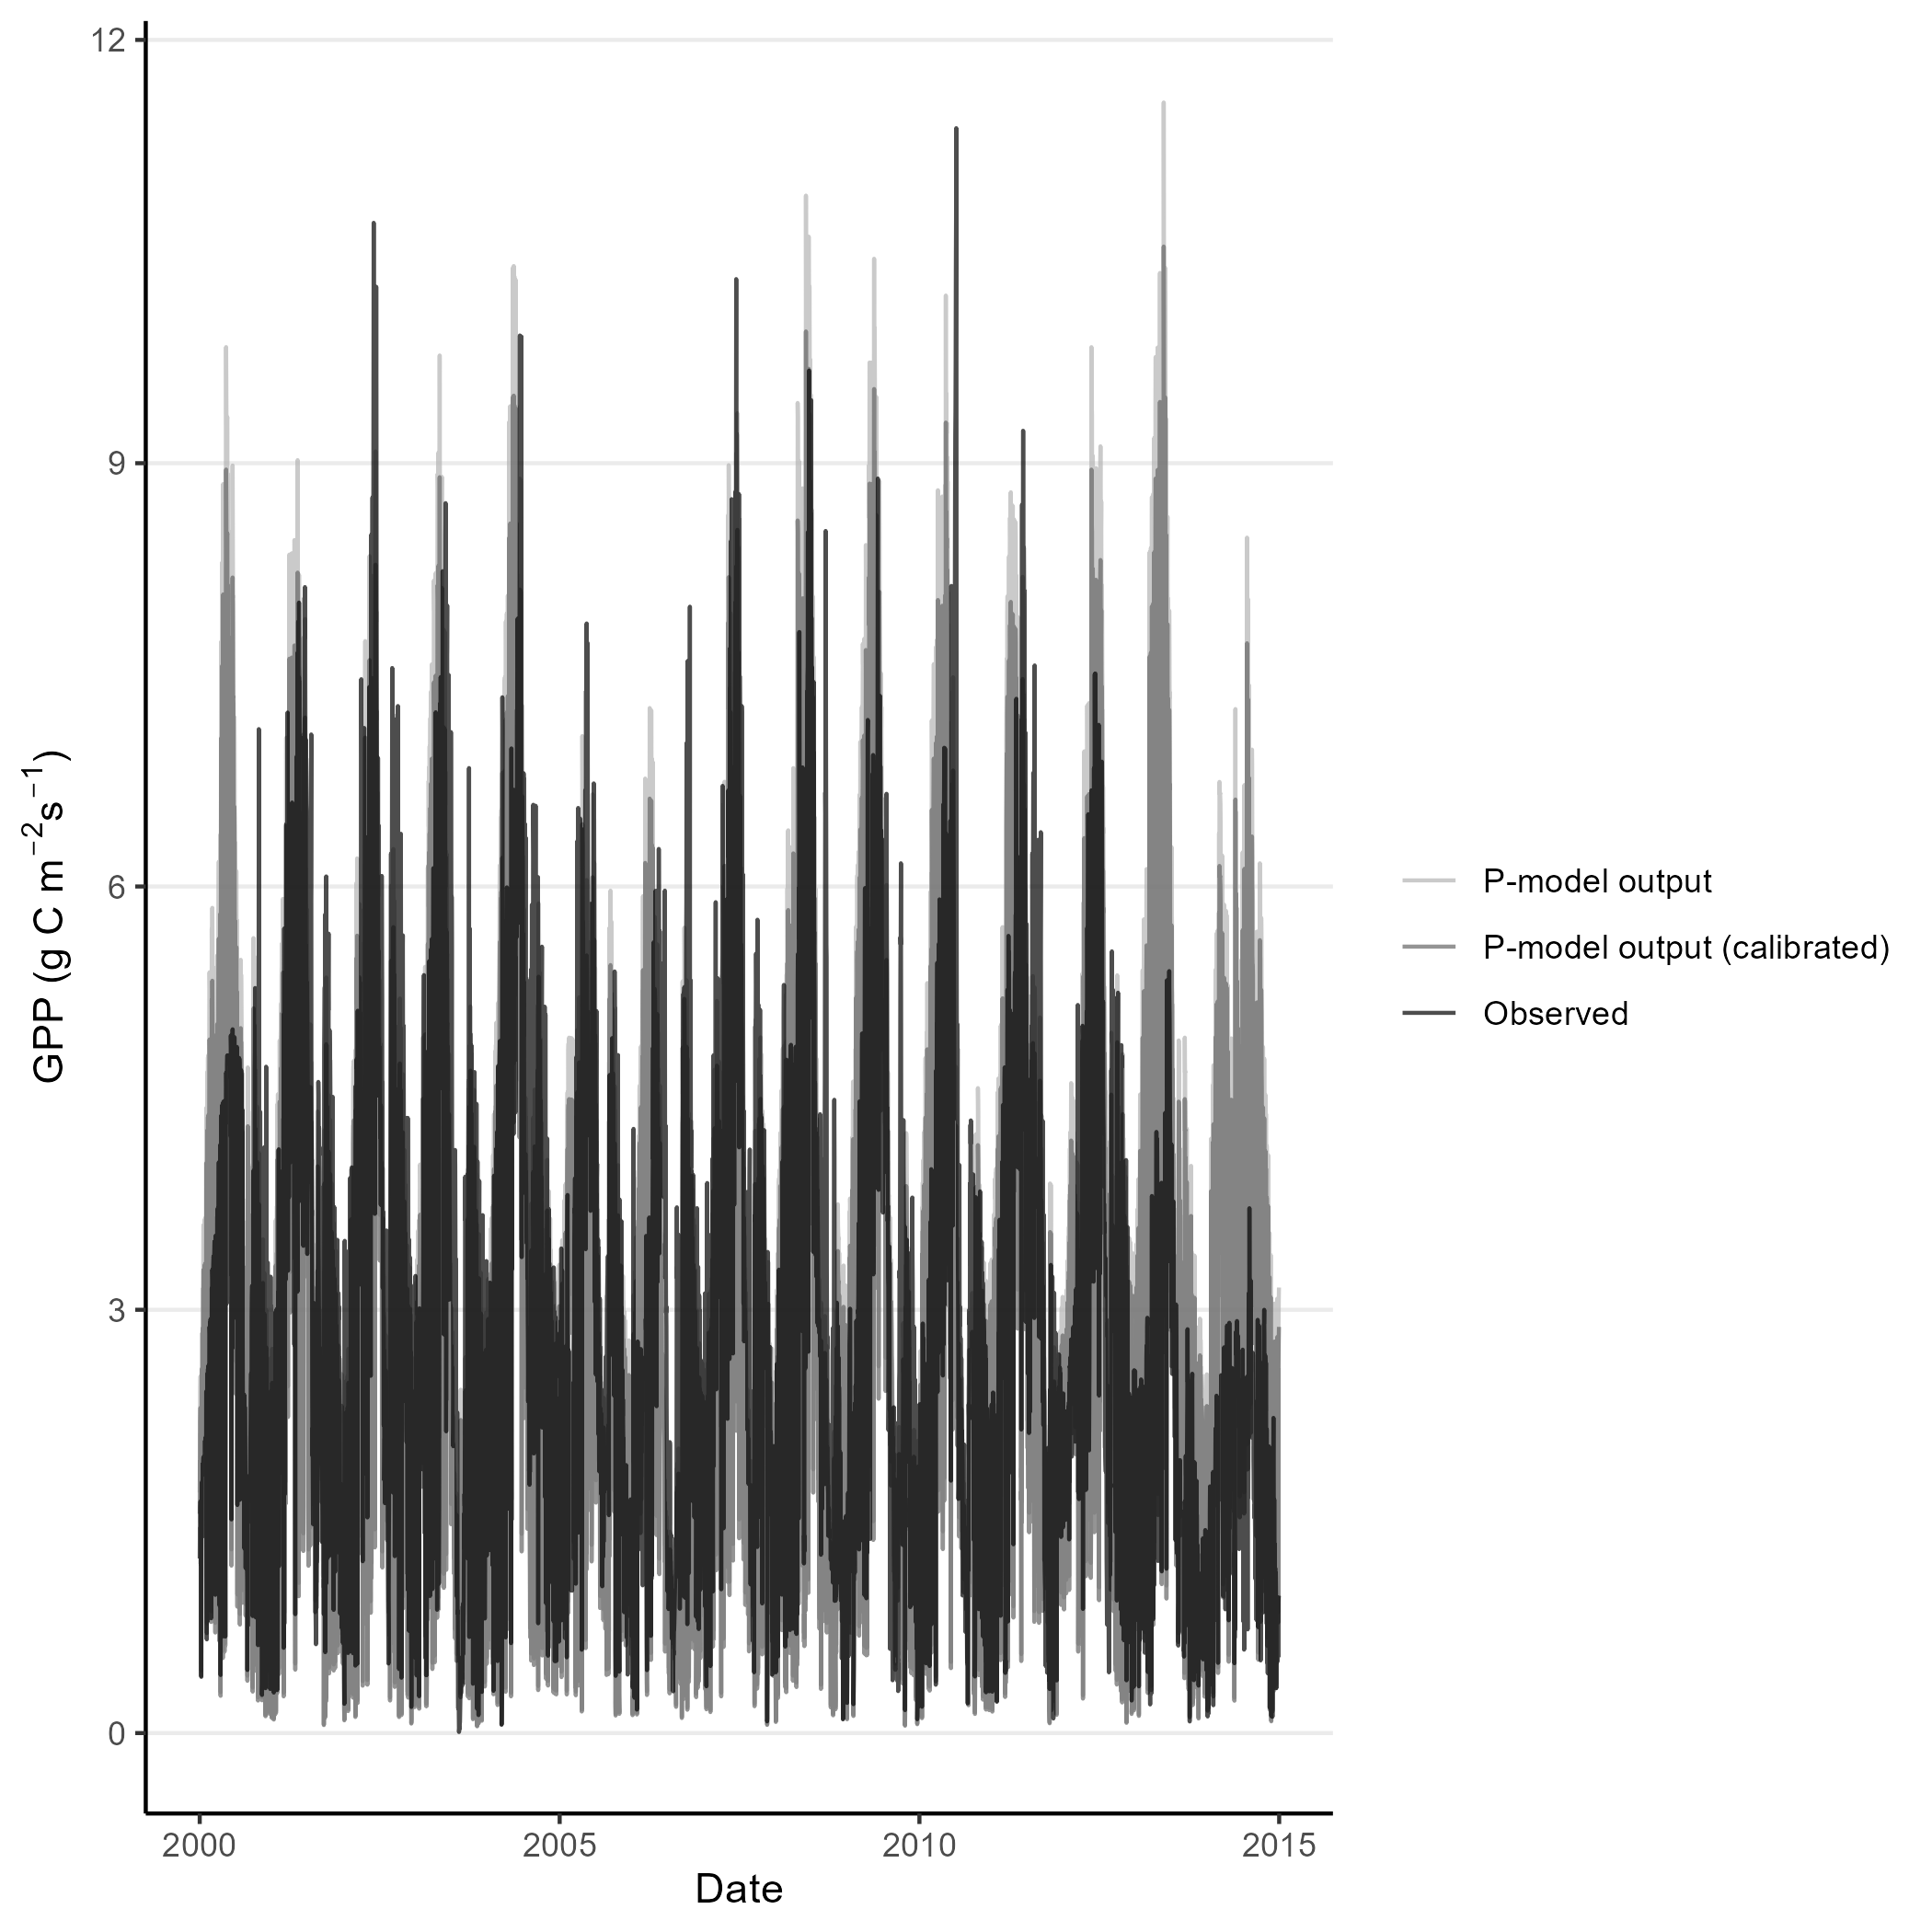 12
9
6
3
0
GPP (g C m⁻²s⁻¹)
2000 2005 2010 2015
Date
P-model output
P-model output (calibrated)
Observed